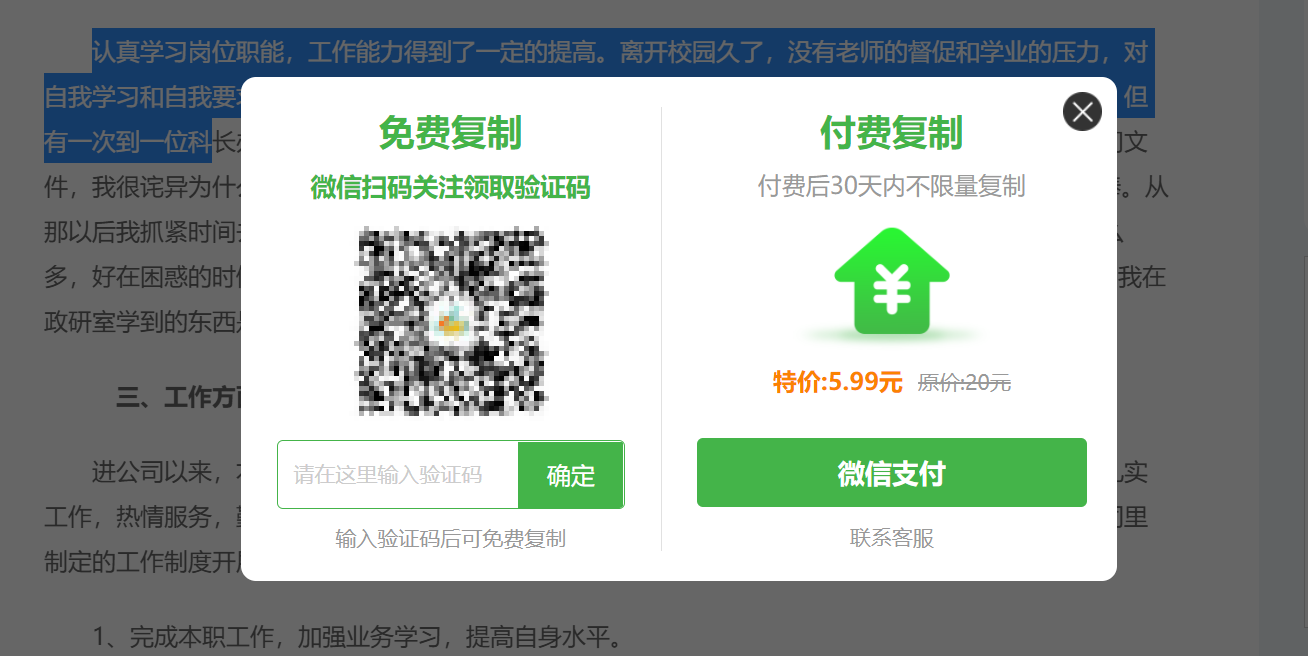 认真学习岗位职能，工作能力得到了一定的提高。离开校园久了，没有老师的督促和学业的压力，对
自我学习和自我要
但
有一次到一位科长
文
件，我很诧异为什
。从
那以后我抓紧时间
多，好在困惑的时
我在
政研室学到的东西
三、工作方
进公司以来，
实
工作，热情服务，
里
制定的工作制度开
1、完成本职工作，加强业务学习，提高自身水平。
免费复制
微信扫码关注领取验证码
请在这里输入验证码
确定
输入验证码后可免费复制
付费复制
付费后30天内不限量复制
¥
特价:5.99元 原价:20元
微信支付
联系客服